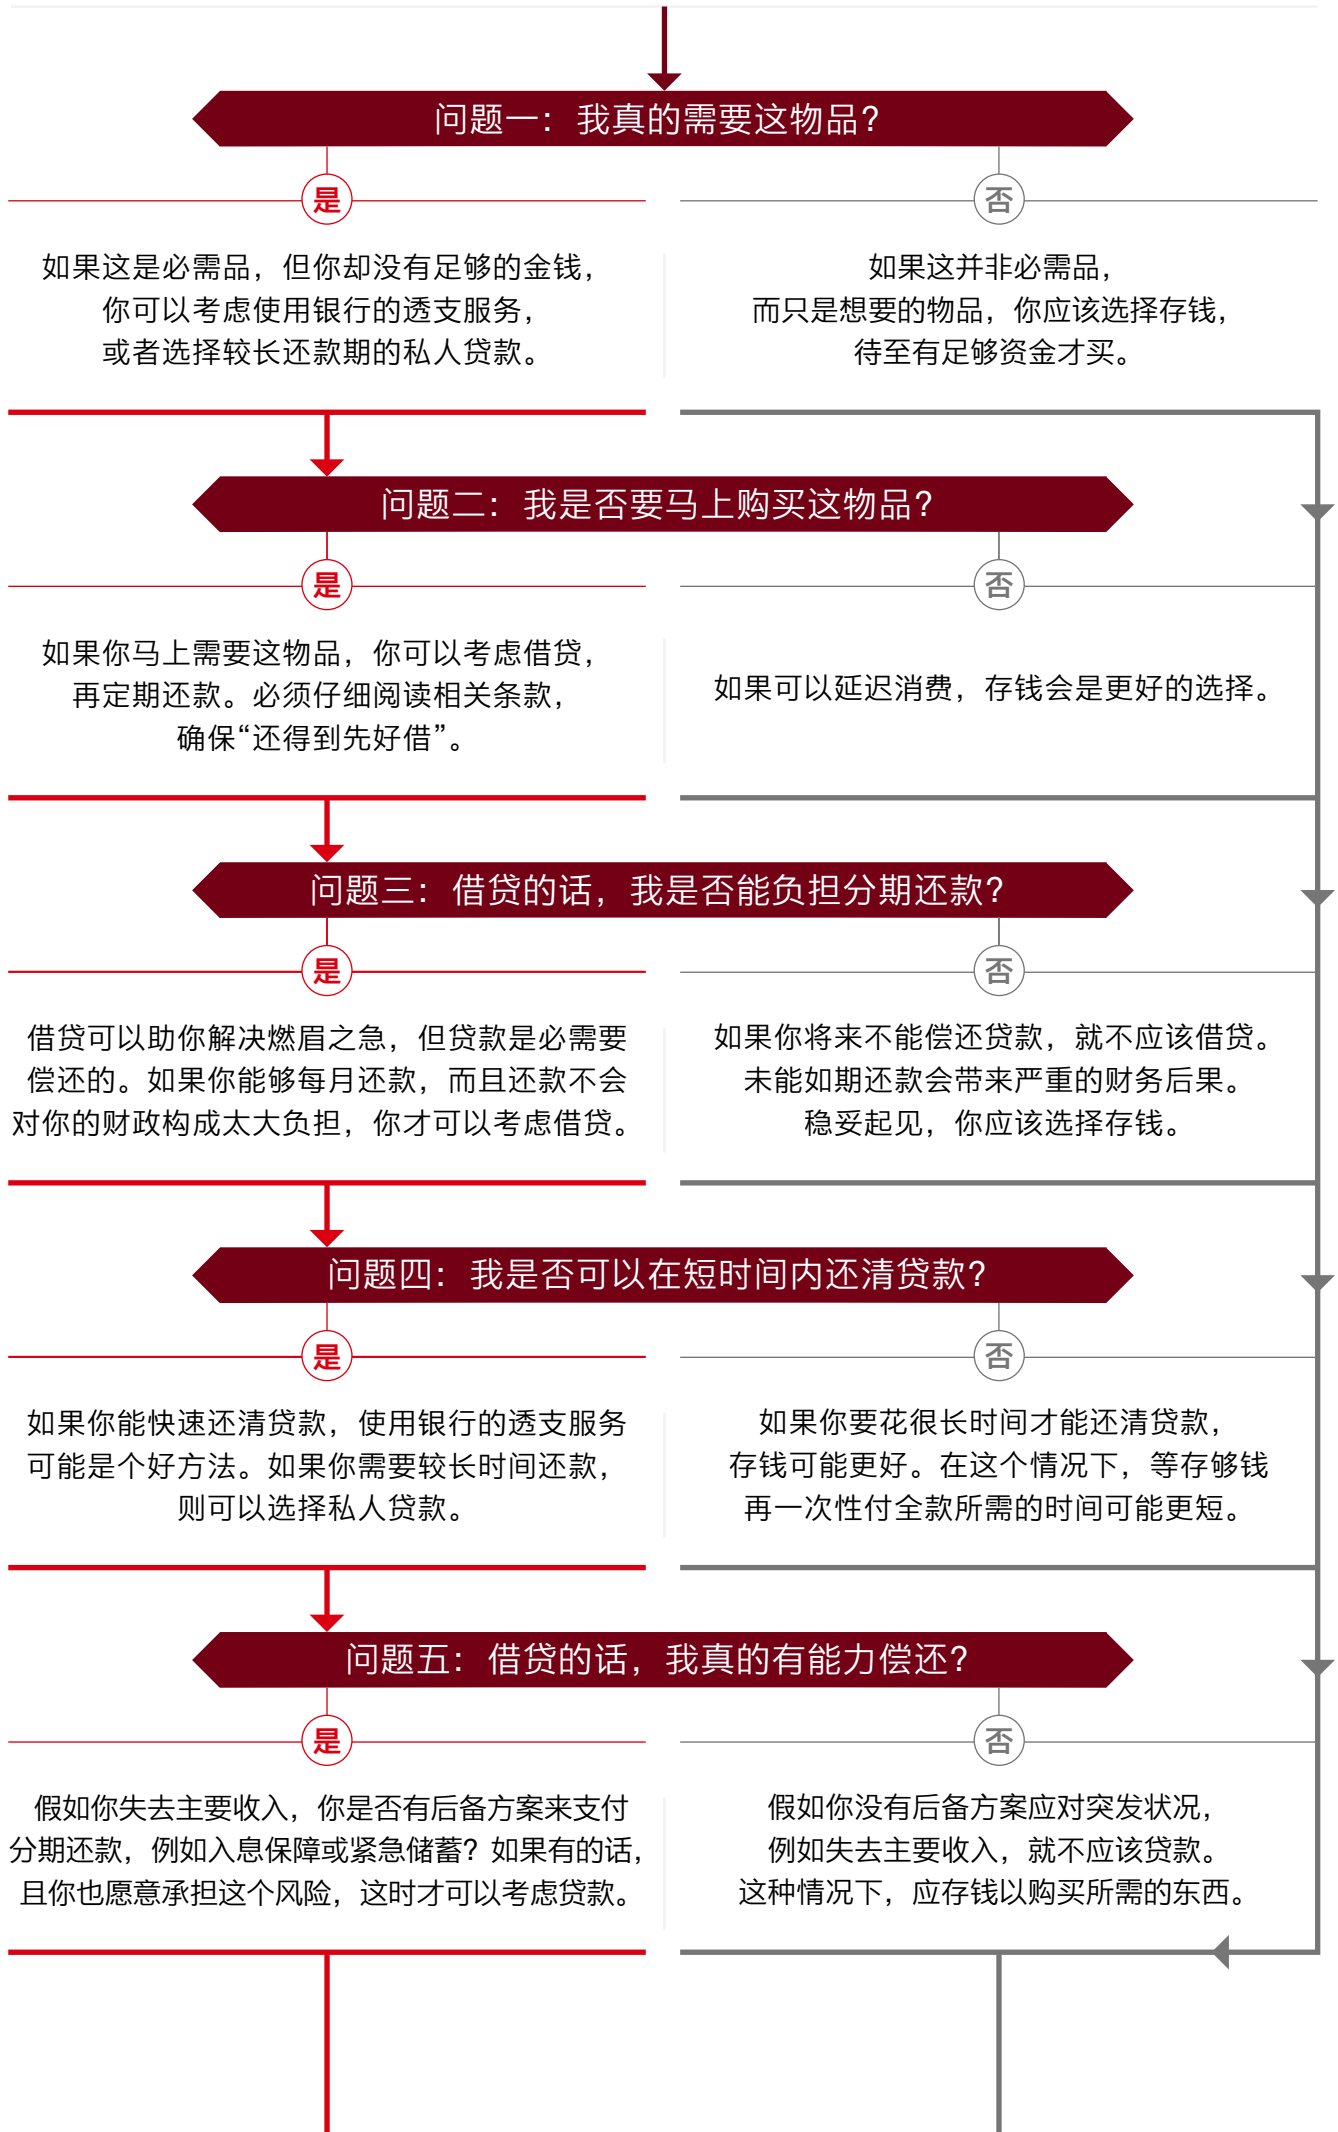 问题一：我真的需要这物品？
是
否
如果这是必需品，但你却没有足够的金钱，
你可以考虑使用银行的透支服务，
或者选择较长还款期的私人贷款。
如果这并非必需品，
而只是想要的物品，你应该选择存钱，
待至有足够资金才买。
问题二：我是否要马上购买这物品？
是
否
如果你马上需要这物品，你可以考虑借贷，
再定期还款。必须仔细阅读相关条款，
确保“还得到先好借”。
如果可以延迟消费，存钱会是更好的选择。
问题三：借贷的话，我是否能负担分期还款？
是
否
借贷可以助你解决燃眉之急，但贷款是必需要
偿还的。如果你能够每月还款，而且还款不会
对你的财政构成太大负担，你才可以考虑借贷。
如果你将来不能偿还贷款，就不应该借贷。
未能如期还款会带来严重的财务后果。
稳妥起见，你应该选择存钱。
问题四：我是否可以在短时间内还清贷款？
是
否
如果你能快速还清贷款，使用银行的透支服务
可能是个好方法。如果你需要较长时间还款，
则可以选择私人贷款。
如果你要花很长时间才能还清贷款，
存钱可能更好。在这个情况下，等存够钱
再一次性付全款所需的时间可能更短。
问题五：借贷的话，我真的有能力偿还？
是
否
假如你失去主要收入，你是否有后备方案来支付
分期还款，例如入息保障或紧急储蓄？如果有的话，
且你也愿意承担这个风险，这时才可以考虑贷款。
假如你没有后备方案应对突发状况，
例如失去主要收入，就不应该贷款。
这种情况下，应存钱以购买所需的东西。